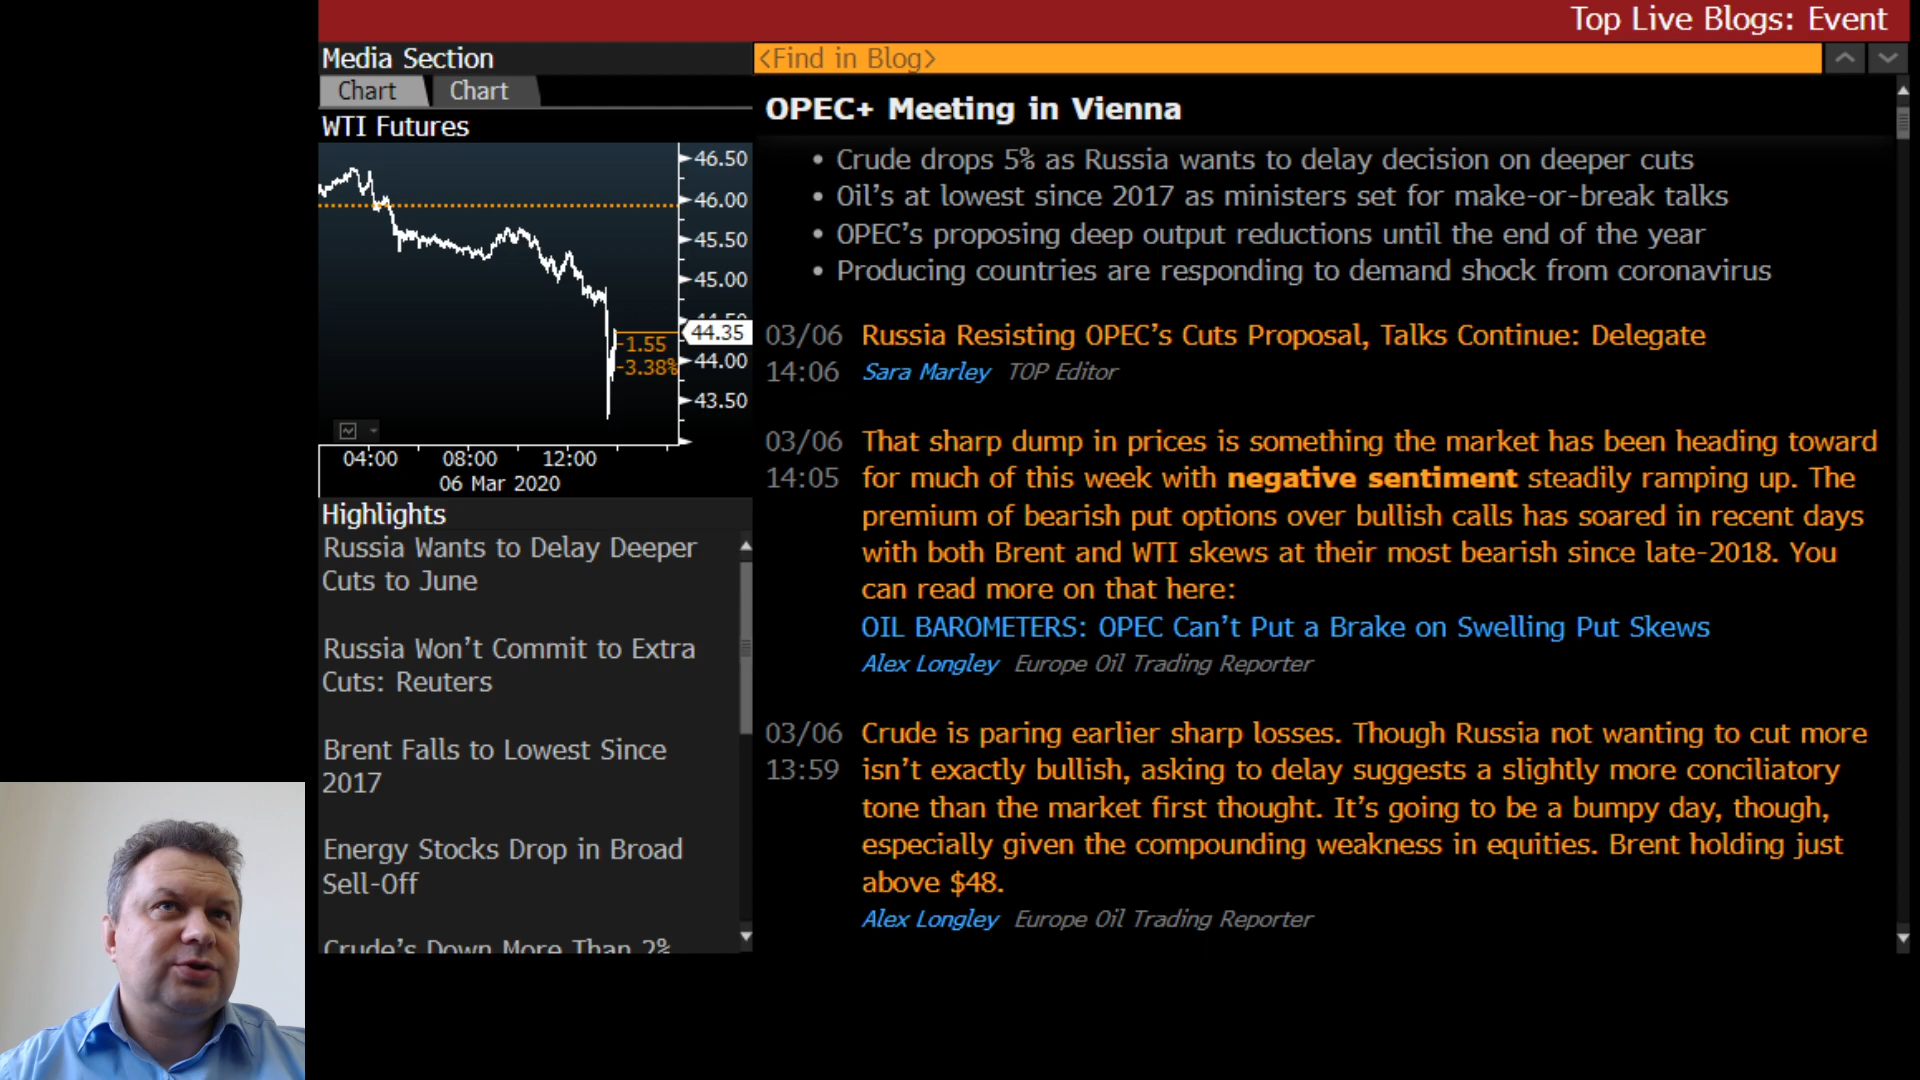 Top Live Blogs: Event
Media Section
Chart
Chart
WTI Futures
46.50
46.00
45.50
45.00
44.35
44.00
43.50
-1.55
-3.38%
04:00 08:00 12:00
06 Mar 2020
Highlights
Russia Wants to Delay Deeper
Cuts to June
Russia Won't Commit to Extra
Cuts: Reuters
Brent Falls to Lowest Since
2017
Energy Stocks Drop in Broad
Sell-Off
Crude's Down More Than 2%
<Find in Blog>
OPEC+ Meeting in Vienna
• Crude drops 5% as Russia wants to delay decision on deeper cuts
• Oil's at lowest since 2017 as ministers set for make-or-break talks
• OPEC's proposing deep output reductions until the end of the year
• Producing countries are responding to demand shock from coronavirus
03/06 Russia Resisting OPEC's Cuts Proposal, Talks Continue: Delegate
14:06 Sara Marley TOP Editor
03/06 That sharp dump in prices is something the market has been heading toward
14:05 for much of this week with negative sentiment steadily ramping up. The
premium of bearish put options over bullish calls has soared in recent days
with both Brent and WTI skews at their most bearish since late-2018. You
can read more on that here:
OIL BAROMETERS: OPEC Can't Put a Brake on Swelling Put Skews
Alex Longley Europe Oil Trading Reporter
03/06 Crude is paring earlier sharp losses. Though Russia not wanting to cut more
13:59 isn't exactly bullish, asking to delay suggests a slightly more conciliatory
tone than the market first thought. It's going to be a bumpy day, though,
especially given the compounding weakness in equities. Brent holding just
above $48.
Alex Longley Europe Oil Trading Reporter